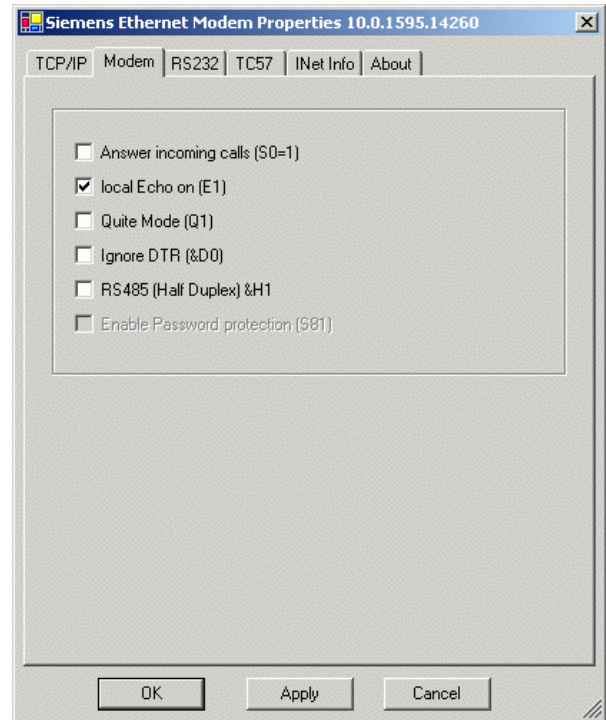 Siemens Ethernet Modem Properties 10.0.1595.14260
TCP/IP Modem RS232 TC57 INet Info About
Answer incoming calls (S0=1)
local Echo on (E1)
Quite Mode (Q1)
Ignore DTR (&D0)
RS485 (Half Duplex) &H1
Enable Password protection (S81)
OK Apply Cancel